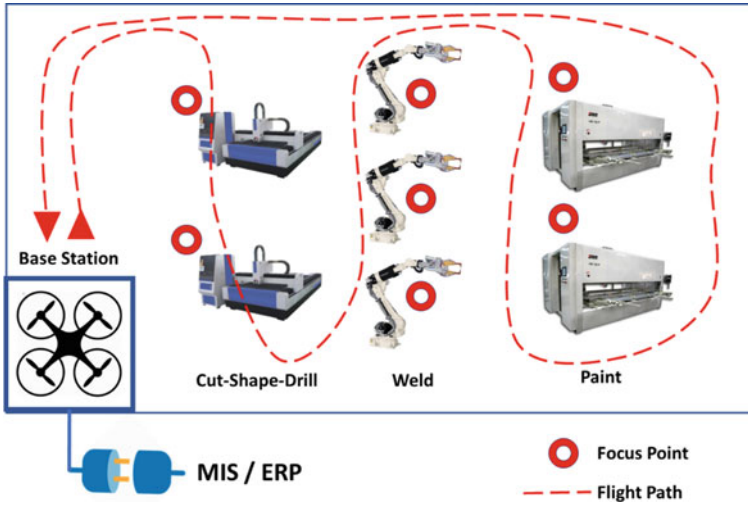 Base Station
Cut-Shape-Drill
Weld
Paint
MIS / ERP
Focus Point
Flight Path